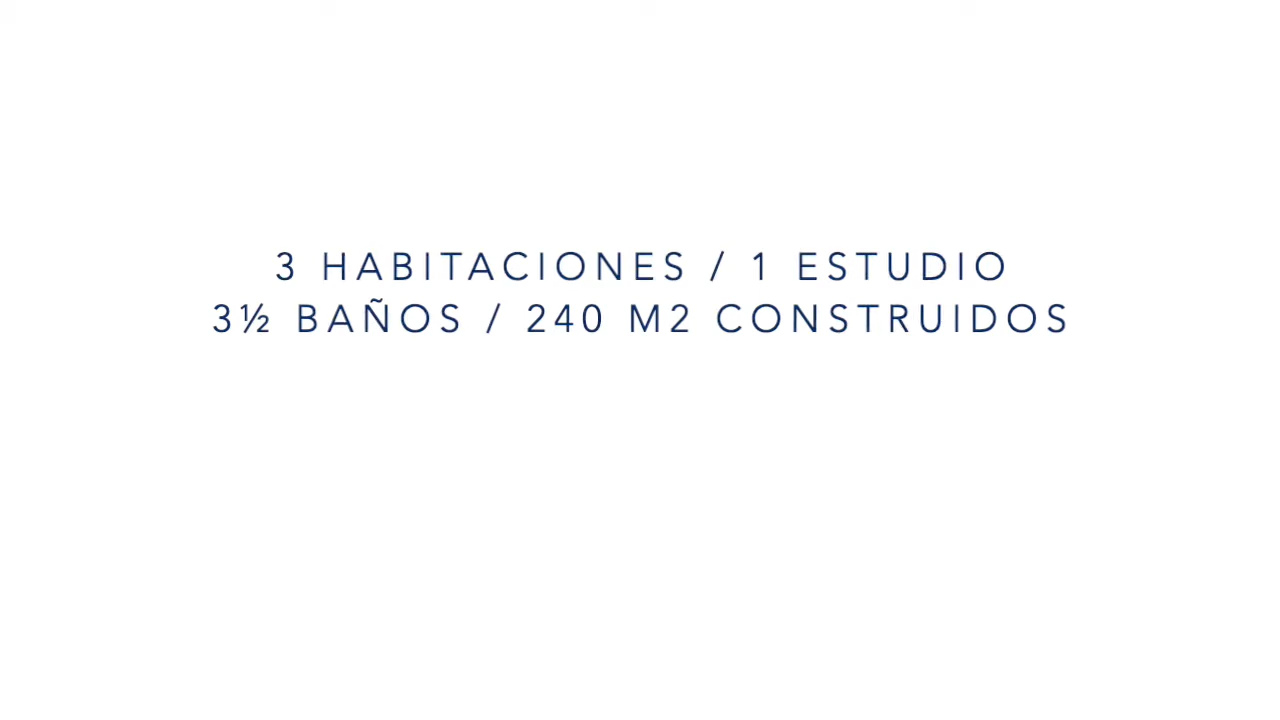 3 HABITACIONES / 1 ESTUDIO
3½ BAÑOS / 240 M2 CONSTRUIDOS